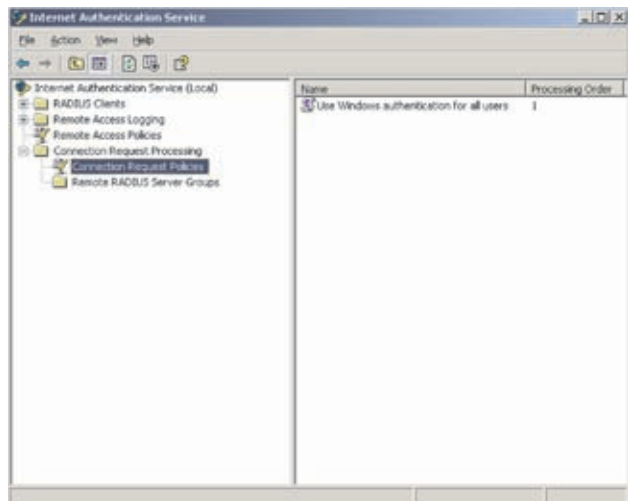 Internet Authentication Service
File Action View Help
Internet Authentication Service (Local)
RADIUS Clients
Remote Access Logging
Remote Access Policies
Connection Request Processing
Connection Request Policies
Remote RADIUS Server Groups
Name Processing Order
Use Windows authentication for all users 1